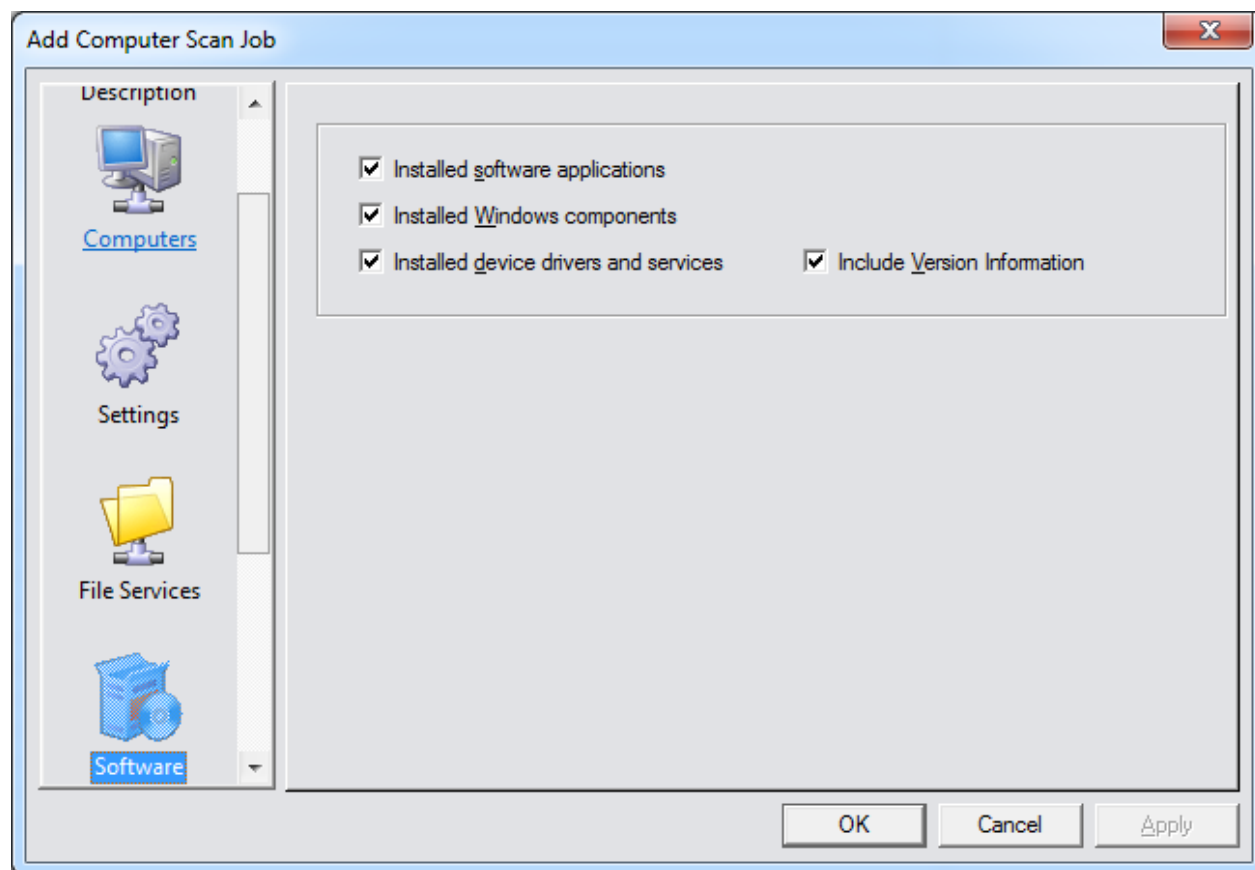 Add Computer Scan Job
Description
Computers
Settings
File Services
Software
Installed software applications
Installed Windows components
Installed device drivers and services
Include Version Information
OK
Cancel
Apply